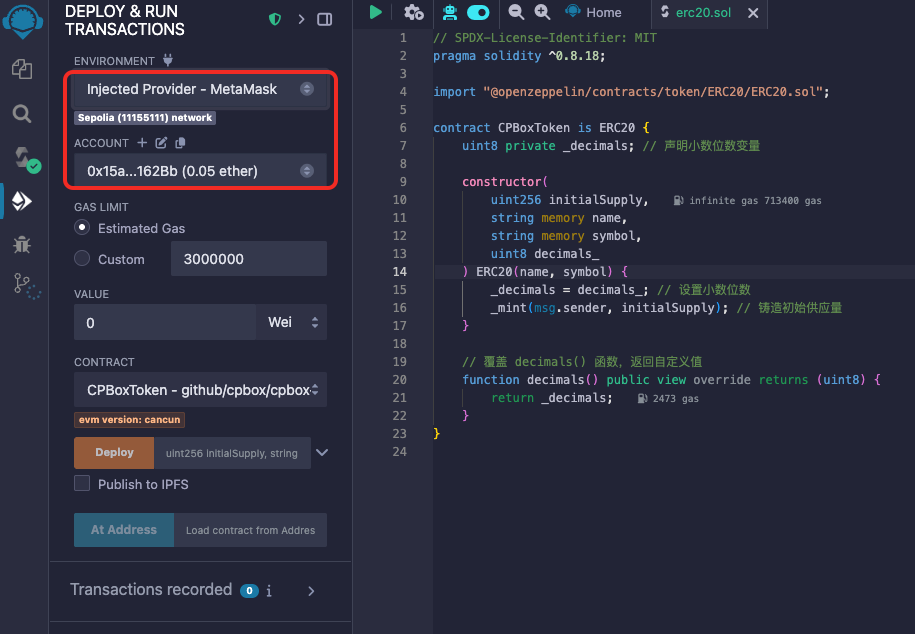 DEPLOY & RUN
TRANSACTIONS
ENVIRONMENT
Injected Provider - MetaMask
Sepolia (11155111) network
ACCOUNT
0x15a...162Bb (0.05 ether)
GAS LIMIT
Estimated Gas
Custom
3000000
VALUE
0
Wei
CONTRACT
CPBoxToken - github/cpbox/cpbox
evm version: cancun
Deploy
uint256 initialSupply, string
Publish to IPFS
At Address
Load contract from Addres
Transactions recorded 0 i
Home
erc20.sol
1 // SPDX-License-Identifier: MIT
2 pragma solidity ^0.8.18;
3
4 import "@openzeppelin/contracts/token/ERC20/ERC20.sol";
5
6 contract CPBoxToken is ERC20 {
7 uint8 private _decimals; // 声明小数位数变量
8
9 constructor(
10 uint256 initialSupply, infinite gas 713400 gas
11 string memory name,
12 string memory symbol,
13 uint8 decimals_
14 ) ERC20(name, symbol) {
15 _decimals = decimals_; // 设置小数位数
16 _mint(msg.sender, initialSupply); // 铸造初始供应量
17 }
18
19 // 覆盖 decimals() 函数，返回自定义值
20 function decimals() public view override returns (uint8) {
21 return _decimals; 2473 gas
22 }
23 }
24